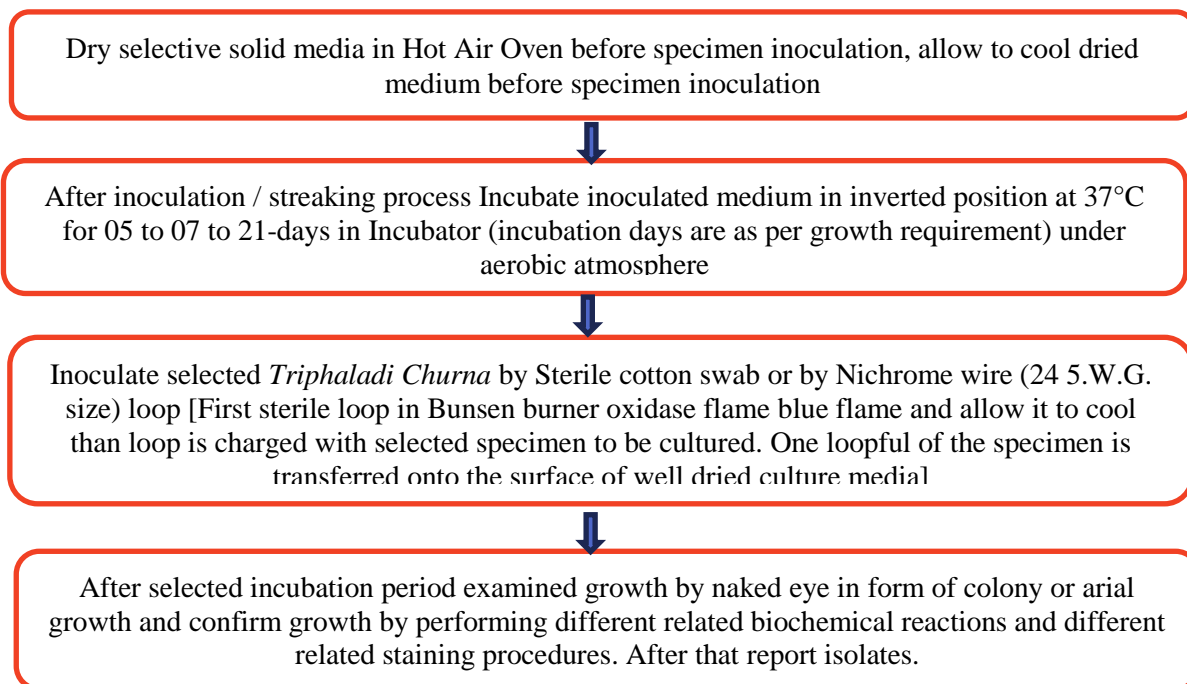 Dry selective solid media in Hot Air Oven before specimen inoculation, allow to cool dried
medium before specimen inoculation
After inoculation / streaking process Incubate inoculated medium in inverted position at 37°C
for 05 to 07 to 21-days in Incubator (incubation days are as per growth requirement) under
aerobic atmosphere
Inoculate selected Triphaladi Churna by Sterile cotton swab or by Nichrome wire (24 5.W.G.
size) loop [First sterile loop in Bunsen burner oxidase flame blue flame and allow it to cool
than loop is charged with selected specimen to be cultured. One loopful of the specimen is
transferred onto the surface of well dried culture media]
After selected incubation period examined growth by naked eye in form of colony or arial
growth and confirm growth by performing different related biochemical reactions and different
related staining procedures. After that report isolates.